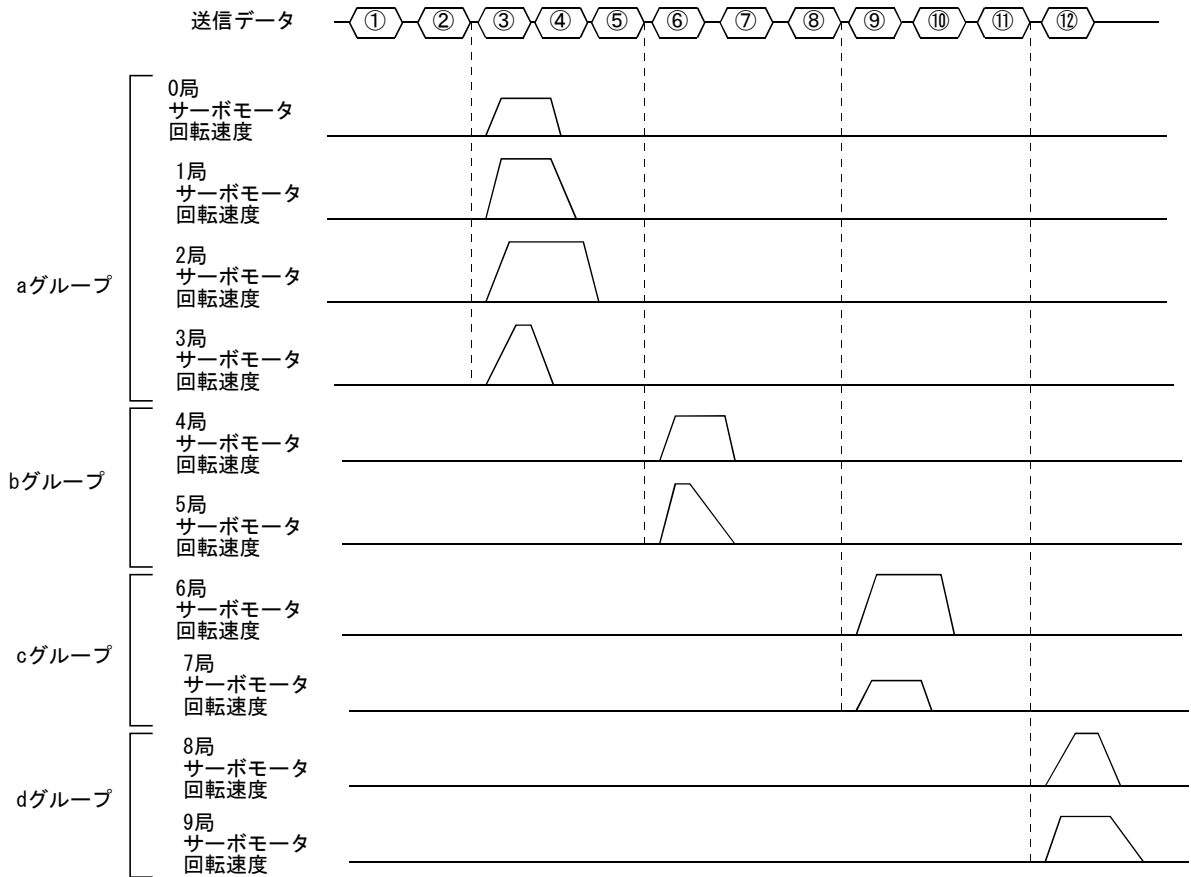 送信データ
① ② ③ ④ ⑤ ⑥ ⑦ ⑧ ⑨ ⑩ ⑪ ⑫
aグループ
0局
サーボモータ
回転速度
1局
サーボモータ
回転速度
2局
サーボモータ
回転速度
3局
サーボモータ
回転速度
bグループ
4局
サーボモータ
回転速度
5局
サーボモータ
回転速度
cグループ
6局
サーボモータ
回転速度
7局
サーボモータ
回転速度
dグループ
8局
サーボモータ
回転速度
9局
サーボモータ
回転速度